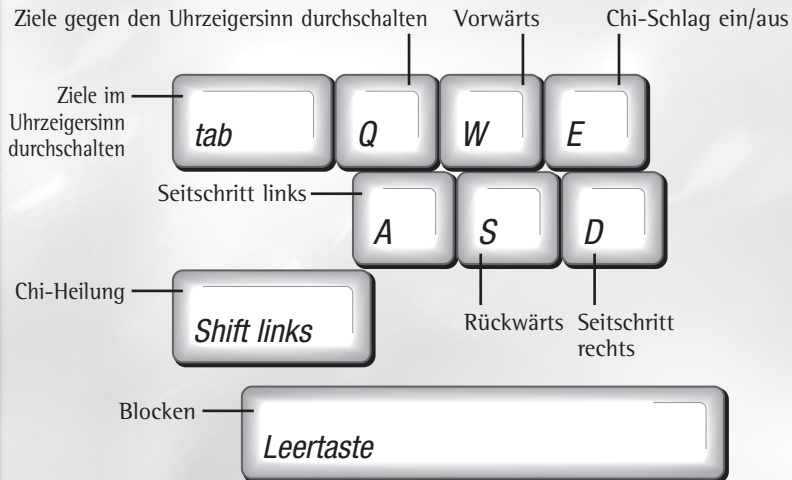 Ziele gegen den Uhrzeigersinn durchschalten Vorwärts Chi-Schlag ein/aus
Ziele im
Uhrzeigersinn
durchschalten
tab Q W E
Seitschritt links
A S D
Chi-Heilung
Shift links
Rückwärts Seitschritt
rechts
Blocken
Leertaste